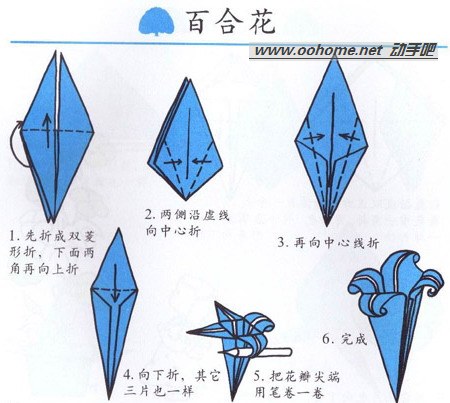 百合花
www.oohome.net 动手吧
1. 先折成双菱
形折，下面两
角再向上折
2. 两侧沿虚线
向中心折
3. 再向中心线折
4. 向下折，其它
三片也一样
5. 把花瓣尖端
用笔卷一卷
6. 完成